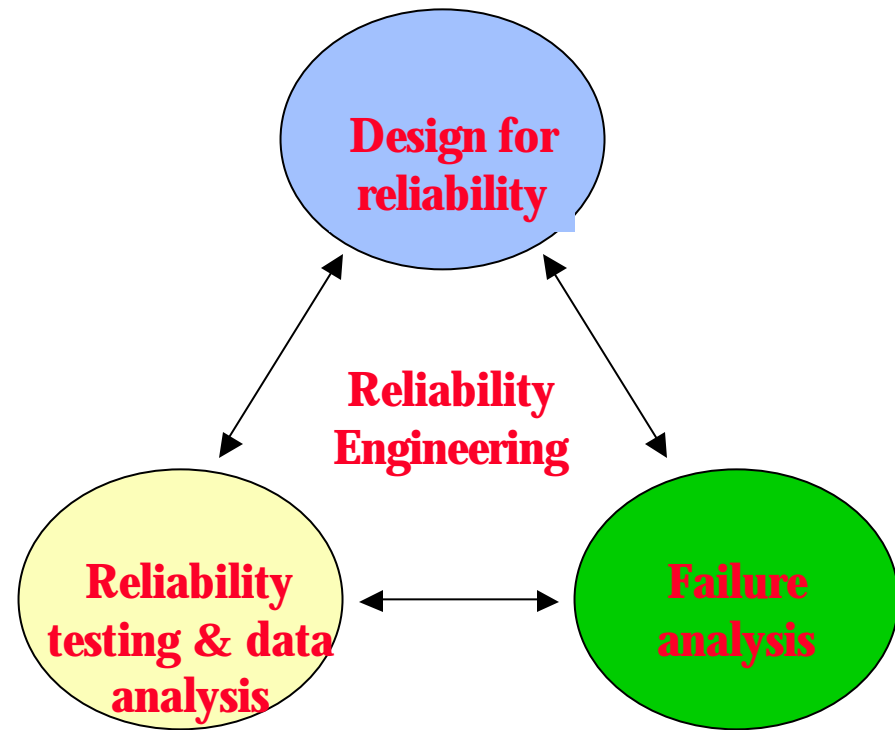 Design for
reliability
Reliability
Engineering
Reliability
testing & data
analysis
Failure
analysis